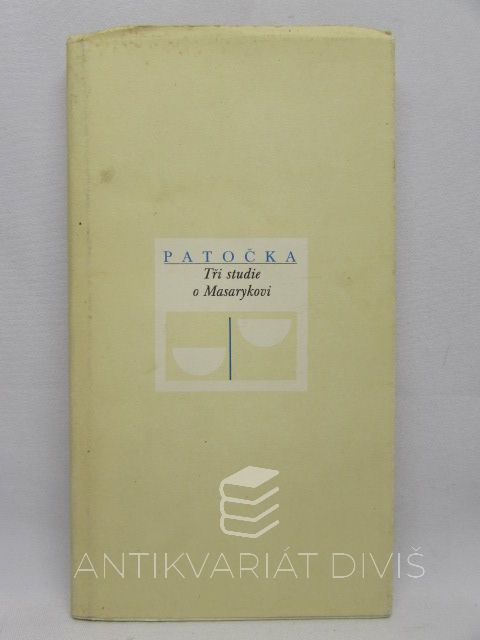 PATOČKA
Tři studie
o Masarykovi
ANTIKVARIÁT DIVIŠ